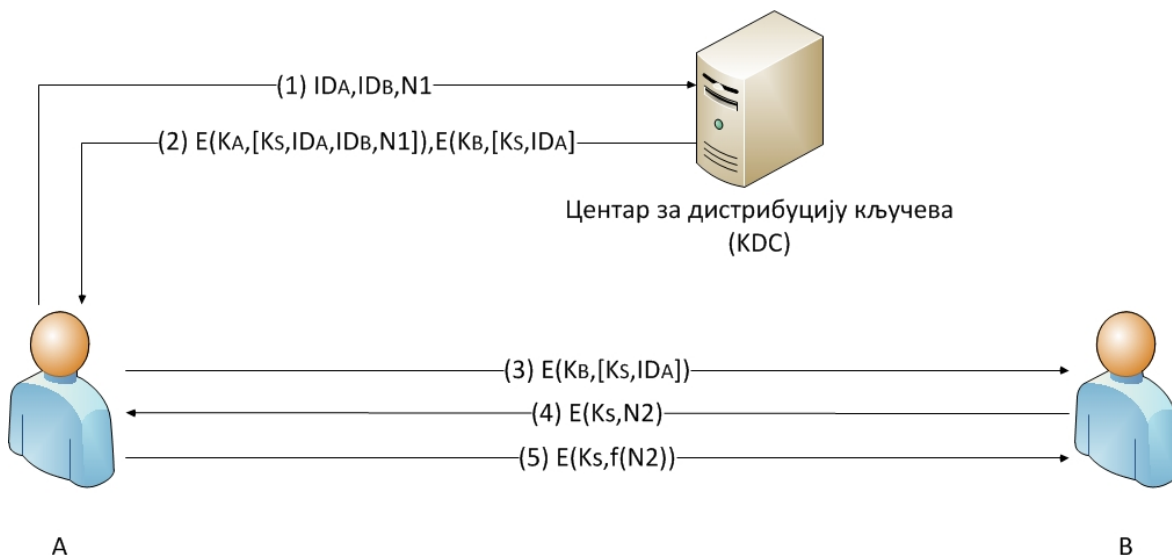 (1) IDA,IDB,N1
(2) E(KA,[KS,IDA,IDB,N1]),E(KB,[KS,IDA]
Центар за дистрибуцију кључева
(KDC)
(3) E(KB,[KS,IDA])
(4) E(KS,N2)
(5) E(KS,f(N2))
A
B